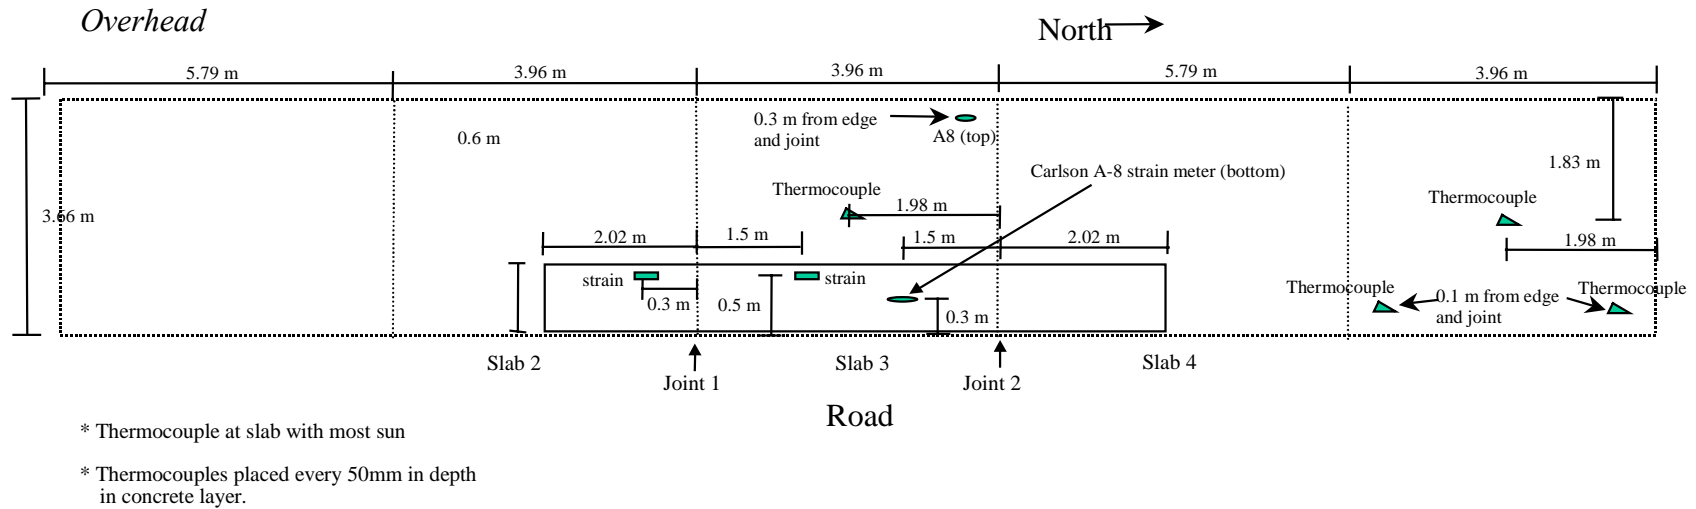 Overhead
North
5.79 m
3.96 m
3.96 m
5.79 m
3.96 m
0.3 m from edge
and joint
A8 (top)
0.6 m
1.83 m
Carlson A-8 strain meter (bottom)
Thermocouple
Thermocouple
1.98 m
3.66 m
2.02 m
1.5 m
1.5 m
2.02 m
1.98 m
strain
strain
0.3 m
0.5 m
0.3 m
Thermocouple
0.1 m from edge
and joint
Thermocouple
Slab 2
Slab 3
Slab 4
Joint 1
Joint 2
Road
* Thermocouple at slab with most sun
* Thermocouples placed every 50mm in depth
in concrete layer.